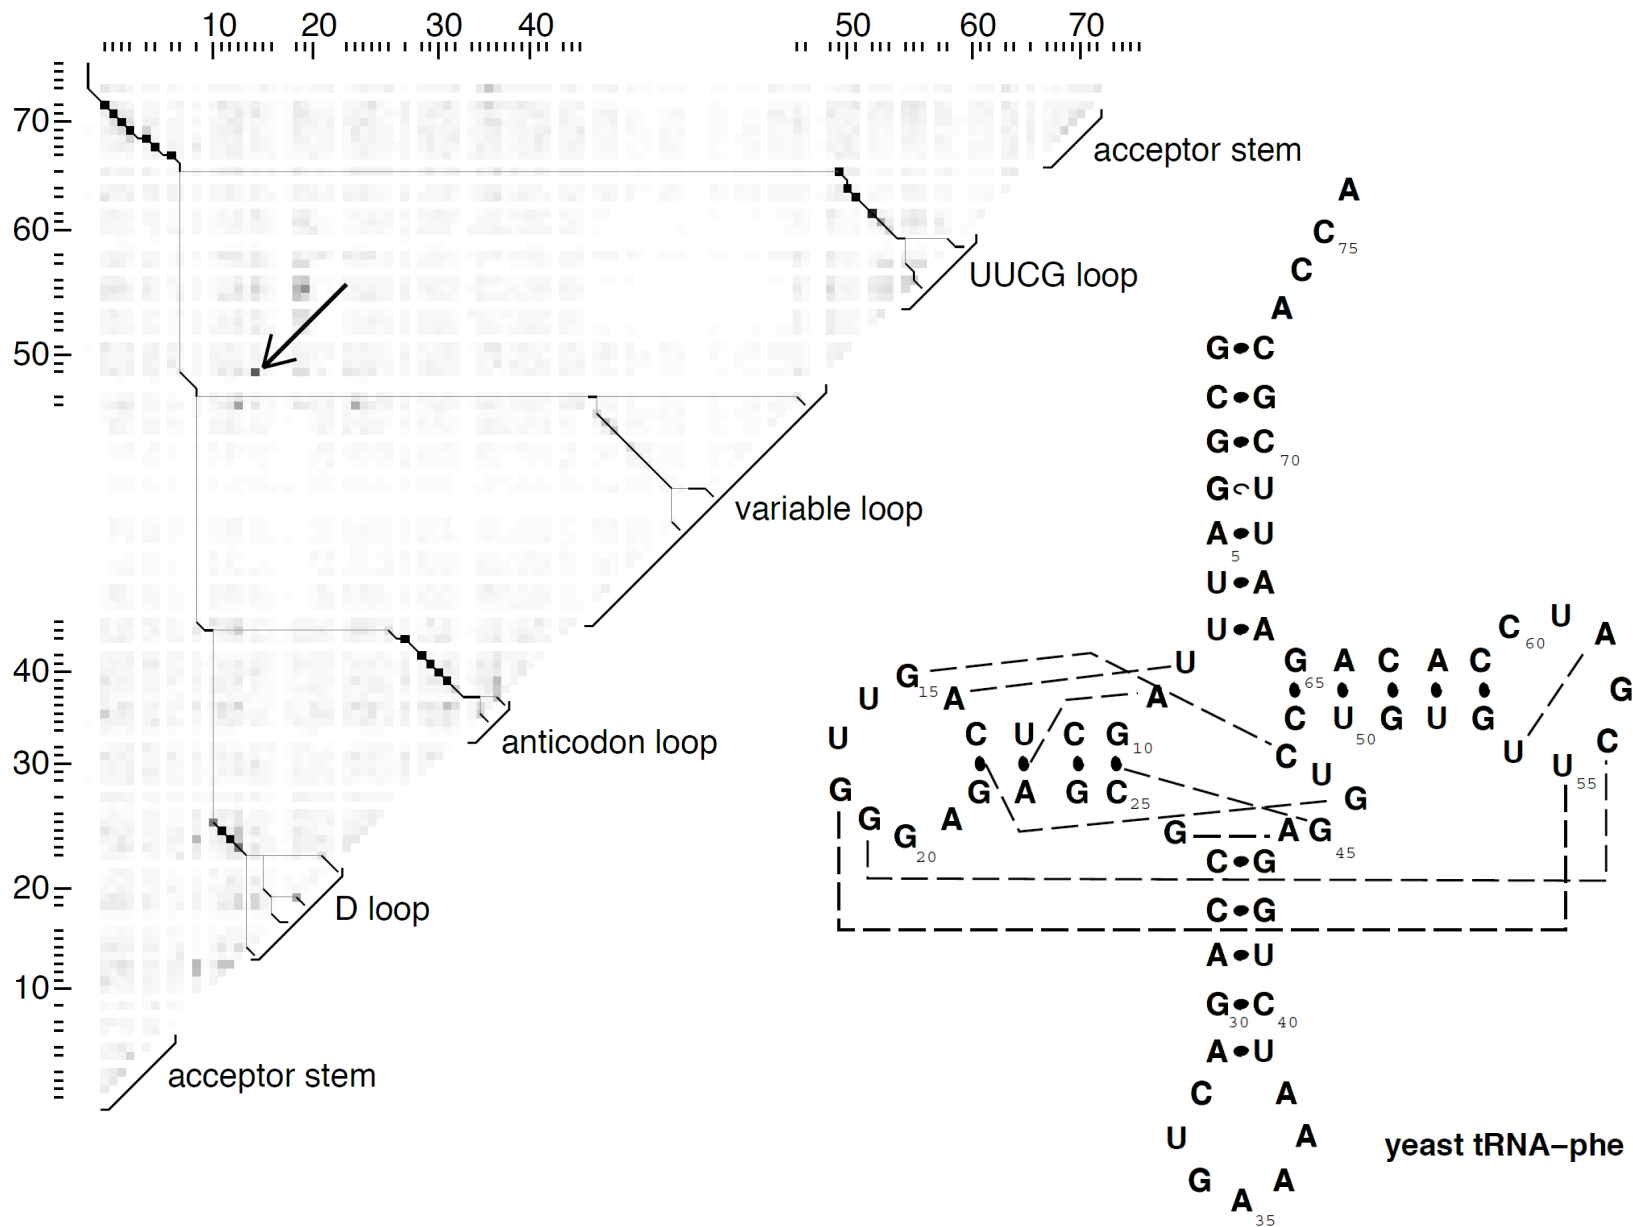 10 20 30 40 50 60 70
70
60
50
40
30
20
10
acceptor stem
UUCG loop
variable loop
anticodon loop
D loop
acceptor stem
A
C 75
C
A
G C
C G
G C 70
G U
A U
5
U A
U A
U
G 15 A
U
U
G
G
G 20
A
C U C G 10
G A G C 25
A
G A C A C
65
C U G U G
50
C 60 U A
G
C
U U 55
C
U
G
G A G 45
C G
C G
A U
G C
30 40
A U
C A
U A
G A
A 35
yeast tRNA–phe